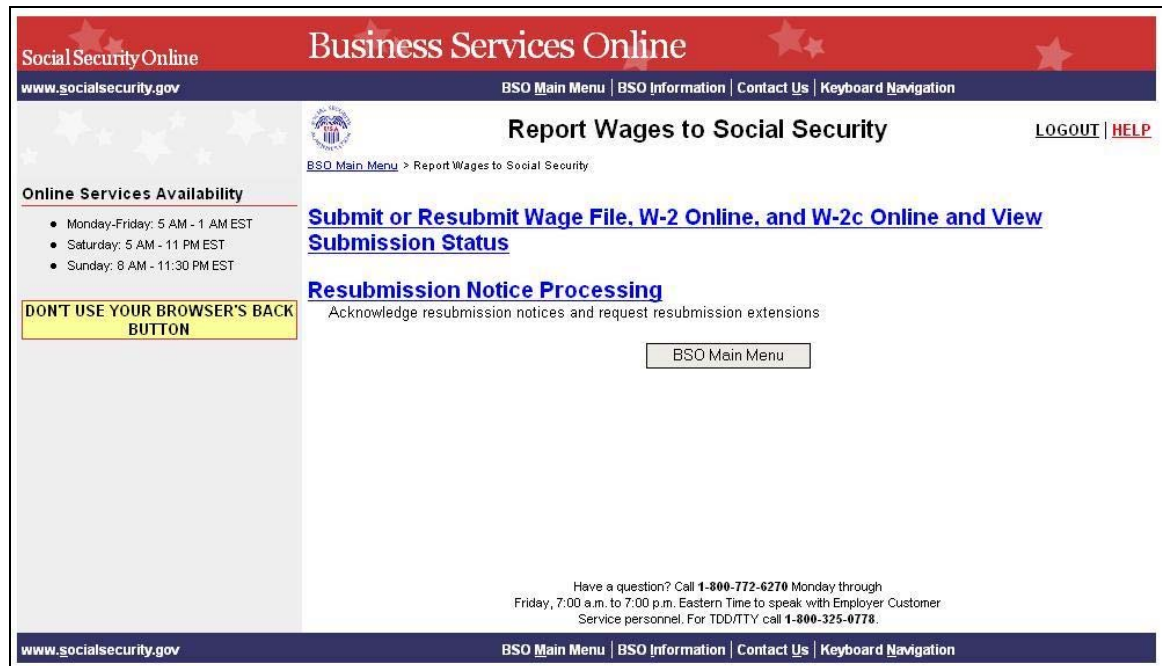 Social Security Online
Business Services Online
www.socialsecurity.gov
BSO Main Menu | BSO Information | Contact Us | Keyboard Navigation
Report Wages to Social Security
LOGOUT | HELP
BSO Main Menu > Report Wages to Social Security
Online Services Availability
• Monday-Friday: 5 AM - 1 AM EST
• Saturday: 5 AM - 11 PM EST
• Sunday: 8 AM - 11:30 PM EST
DON'T USE YOUR BROWSER'S BACK
BUTTON
Submit or Resubmit Wage File, W-2 Online, and W-2c Online and View
Submission Status
Resubmission Notice Processing
Acknowledge resubmission notices and request resubmission extensions
BSO Main Menu
Have a question? Call 1-800-772-6270 Monday through
Friday, 7:00 a.m. to 7:00 p.m. Eastern Time to speak with Employer Customer
Service personnel. For TDD/TTY call 1-800-325-0778.
www.socialsecurity.gov
BSO Main Menu | BSO Information | Contact Us | Keyboard Navigation